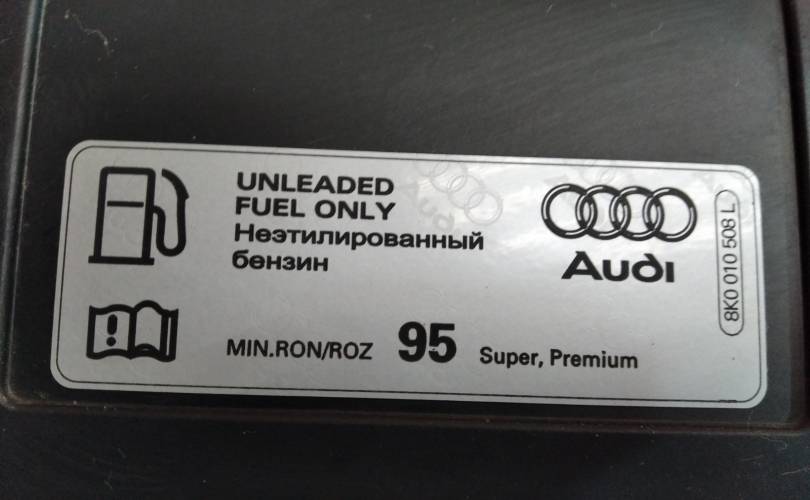 UNLEADED
FUEL ONLY
Неэтилированный
бензин
MIN.RON/ROZ 95 Super, Premium
Audi
8K0 010 508 L